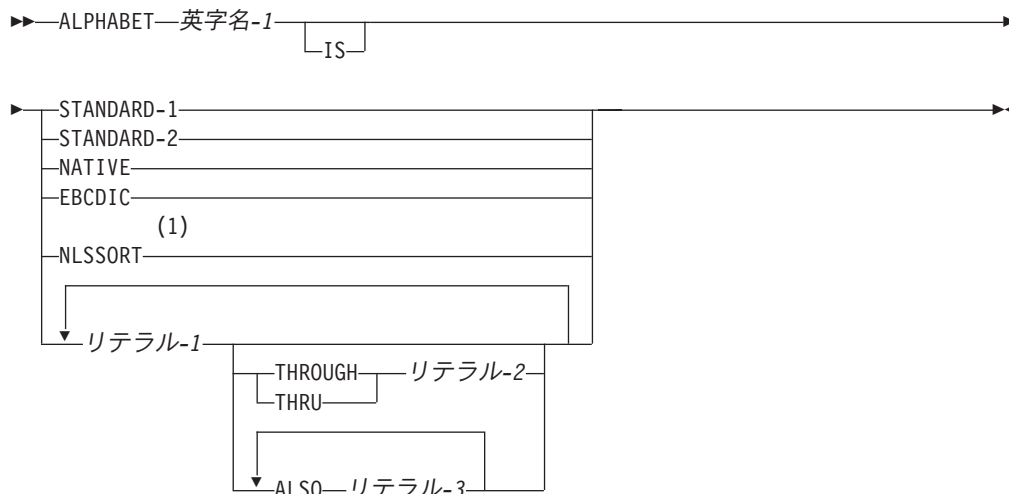 ALPHABET 英字名-1
IS
STANDARD-1
STANDARD-2
NATIVE
EBCDIC
(1)
NLSSORT
リテラル-1
THROUGH リテラル-2
THRU
ALSO リテラル-3